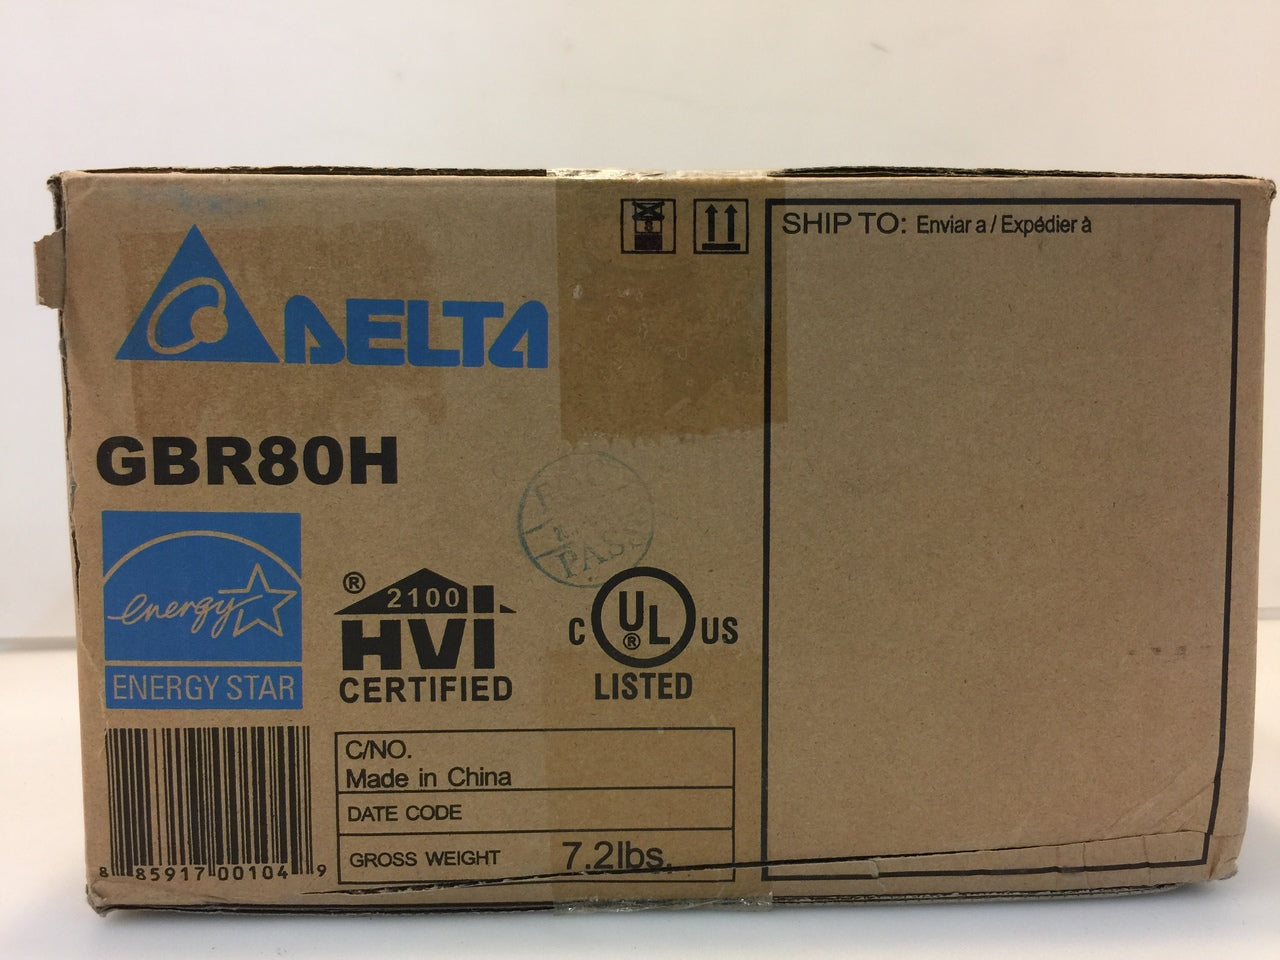 SHIP TO: Enviar a / Expédier à
DELTA
GBR80H
PASS
energy
ENERGY STAR
® 2100
HVI
CERTIFIED
C UL ® US
LISTED
C/NO.
Made in China
DATE CODE
GROSS WEIGHT 7.2lbs.
8 85917 00104 9